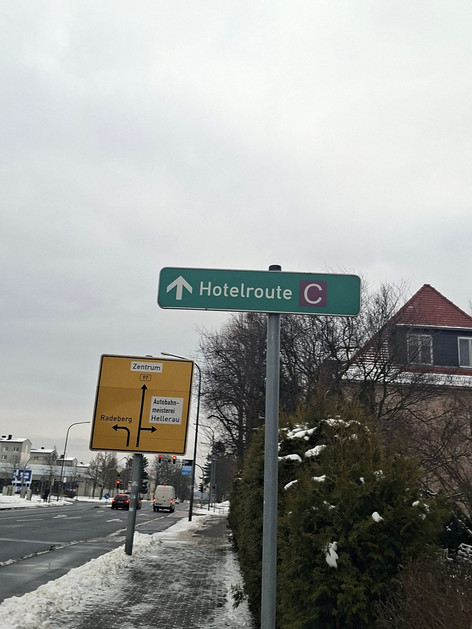 Hotelroute C
Zentrum
97
Autobahn-
meisterei
Hellerau
Radeberg